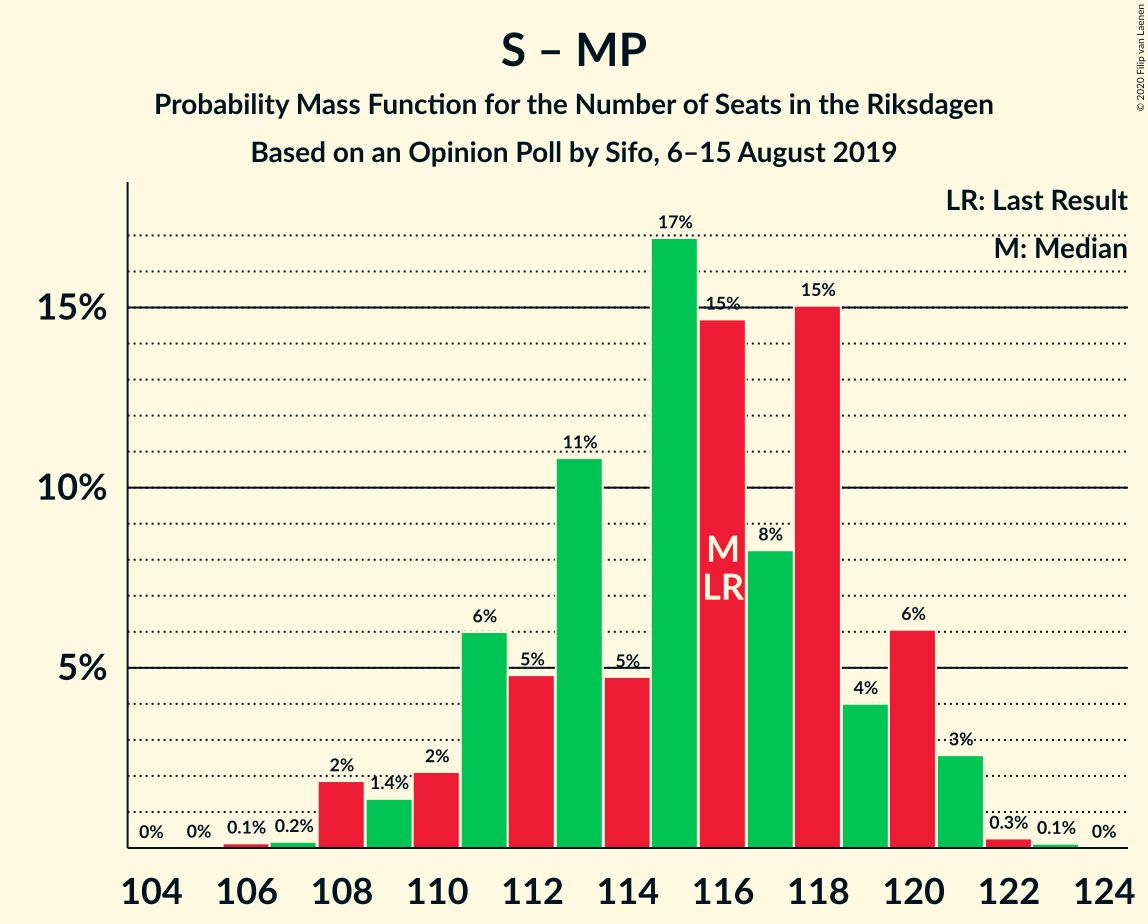 S – MP
Probability Mass Function for the Number of Seats in the Riksdagen
Based on an Opinion Poll by Sifo, 6–15 August 2019
© 2020 Filip van Laenen
LR: Last Result
M: Median
15%
10%
5%
0%
0%
0.1%
0.2%
2%
1.4%
2%
6%
5%
11%
5%
17%
15%
8%
15%
4%
6%
3%
0.3%
0.1%
0%
M
LR
104 106 108 110 112 114 116 118 120 122 124